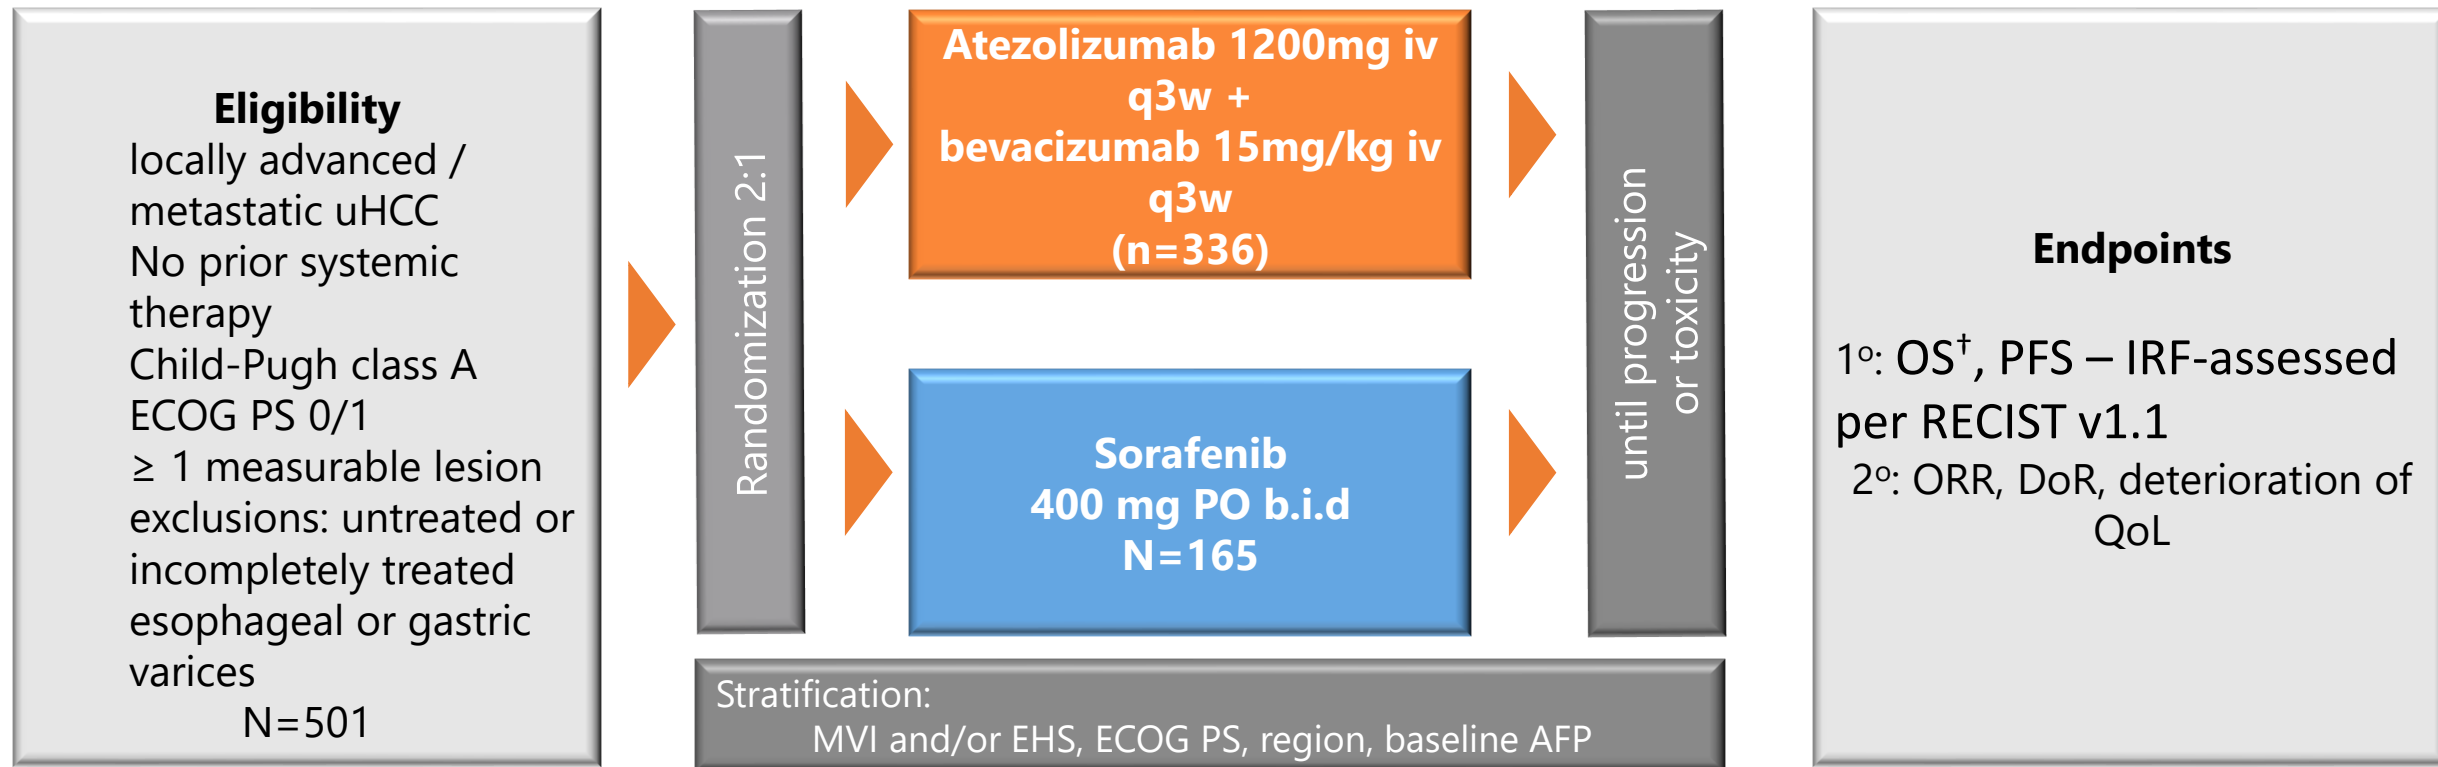 Eligibility
locally advanced /
metastatic uHCC
No prior systemic
therapy
Child-Pugh class A
ECOG PS 0/1
≥ 1 measurable lesion
exclusions: untreated or
incompletely treated
esophageal or gastric
varices
N=501
Randomization 2:1
Atezolizumab 1200mg iv
q3w +
bevacizumab 15mg/kg iv
q3w
(n=336)
Sorafenib
400 mg PO b.i.d
N=165
until progression
or toxicity
Stratification:
MVI and/or EHS, ECOG PS, region, baseline AFP
Endpoints
1º: OS†, PFS – IRF-assessed
per RECIST v1.1
2º: ORR, DoR, deterioration of
QoL